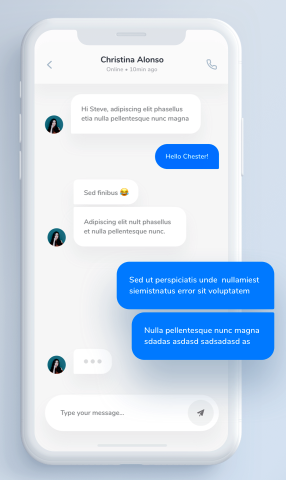 Christina Alonso
Online • 10min ago
Hi Steve, adipiscing elit phasellus
etia nulla pellentesque nunc magna
Hello Chester!
Sed finibus 😂
Adipiscing elit nult phasellus
et nulla pellentesque nunc.
Sed ut perspiciatis unde nullamiest
siemistnatus error sit voluptatem
Nulla pellentesque nunc magna
sdadas asdasd sadsadasd as
Type your message...